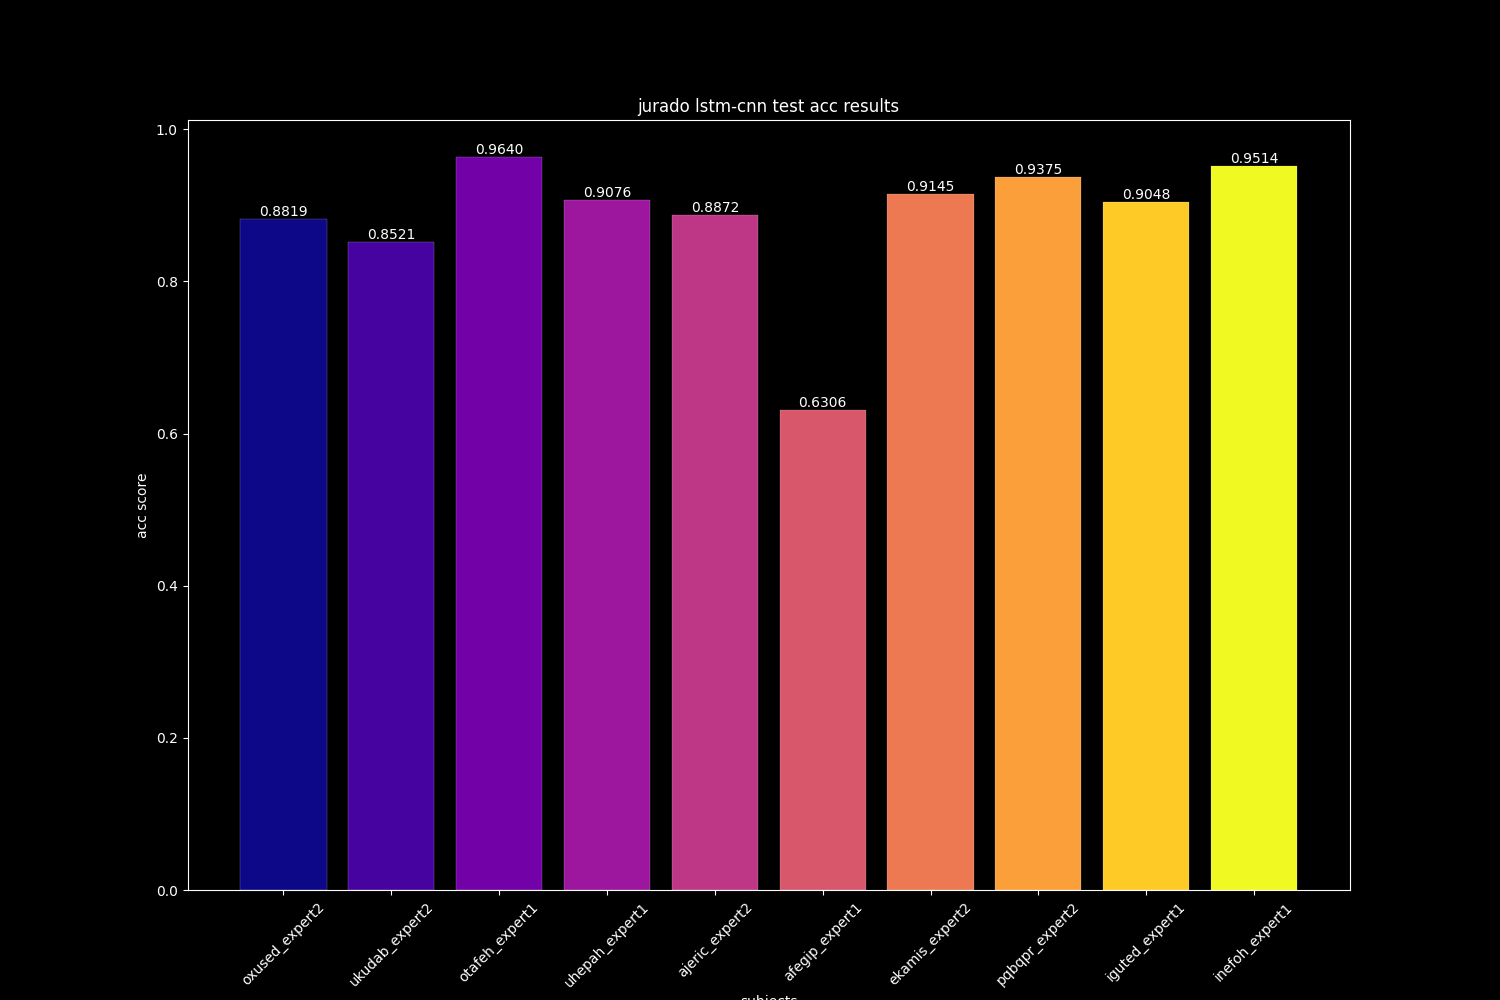 jurado lstm-cnn test acc results
1.0
0.8
0.6
0.4
0.2
0.0
acc score
0.8819
0.8521
0.9640
0.9076
0.8872
0.6306
0.9145
0.9375
0.9048
0.9514
oxused_expert2
ukudab_expert2
otafeh_expert1
uhepah_expert1
ajeric_expert2
afegip_expert1
ekamis_expert2
pqbqpr_expert2
iguted_expert1
inefoh_expert1
subjects